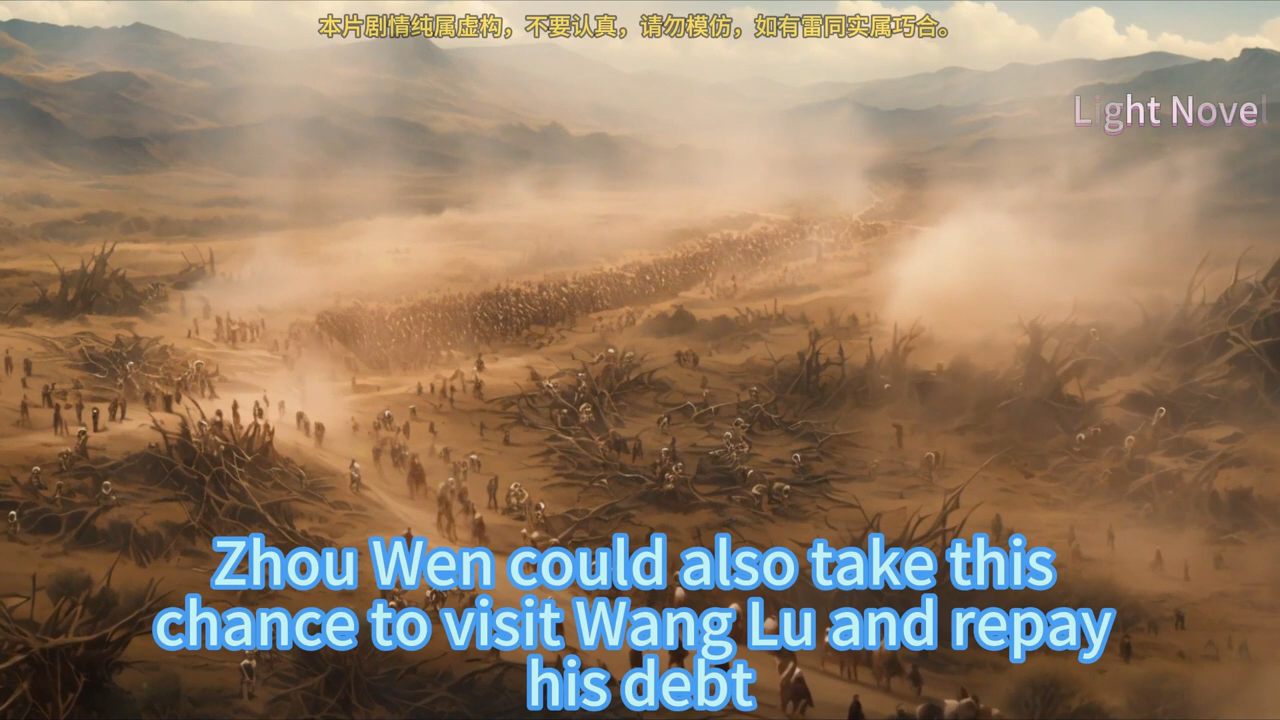 本片剧情纯属虚构，不要认真，请勿模仿，如有雷同实属巧合。
Light Novel
Zhou Wen could also take this
chance to visit Wang Lu and repay
his debt